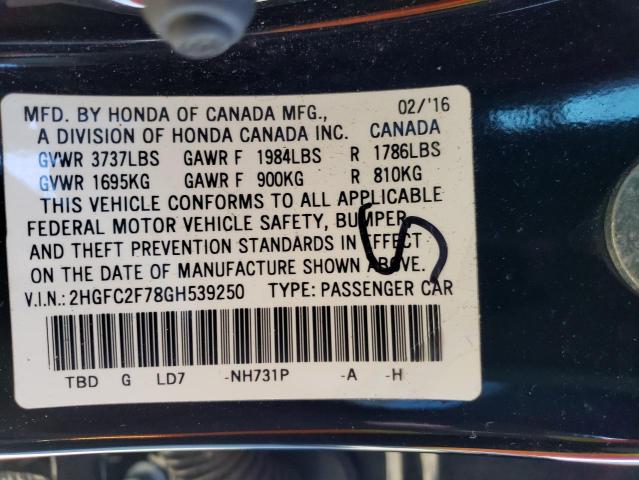 MFD. BY HONDA OF CANADA MFG., 02/'16
A DIVISION OF HONDA CANADA INC. CANADA
GVWR 3737LBS GAWR F 1984LBS R 1786LBS
GVWR 1695KG GAWR F 900KG R 810KG
THIS VEHICLE CONFORMS TO ALL APPLICABLE
FEDERAL MOTOR VEHICLE SAFETY, BUMPER,
AND THEFT PREVENTION STANDARDS IN EFFECT
ON THE DATE OF MANUFACTURE SHOWN ABOVE.
V.I.N.: 2HGFC2F78GH539250 TYPE: PASSENGER CAR
TBD G LD7 -NH731P -A -H